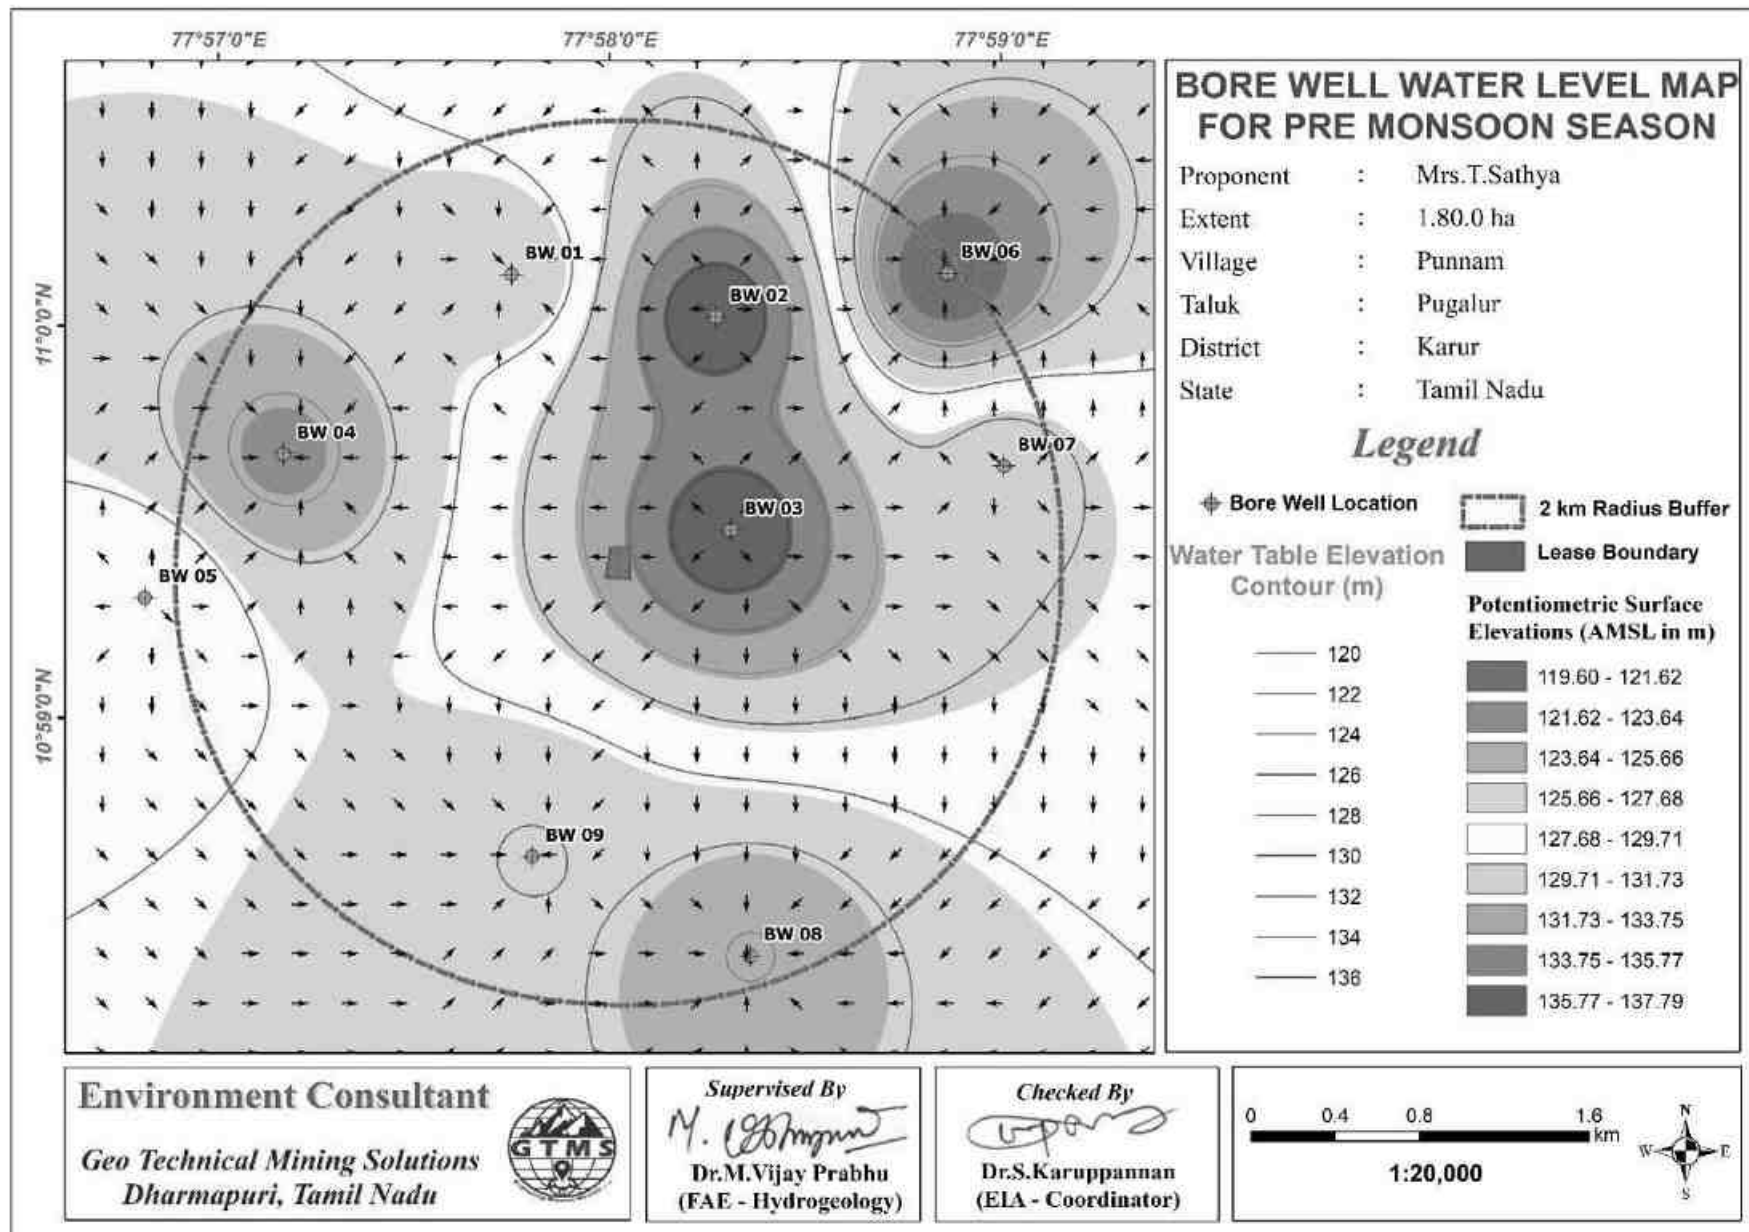 77°57'0"E
77°58'0"E
77°59'0"E
11°0'0"N
10°59'0"N
BW 01
BW 02
BW 06
BW 04
BW 07
BW 03
BW 05
BW 09
BW 08
BORE WELL WATER LEVEL MAP
FOR PRE MONSOON SEASON
Proponent : Mrs.T.Sathya
Extent : 1.80.0 ha
Village : Punnam
Taluk : Pugalur
District : Karur
State : Tamil Nadu
Legend
Bore Well Location
2 km Radius Buffer
Lease Boundary
Water Table Elevation
Contour (m)
120
122
124
126
128
130
132
134
136
Potentiometric Surface
Elevations (AMSL in m)
119.60 - 121.62
121.62 - 123.64
123.64 - 125.66
125.66 - 127.68
127.68 - 129.71
129.71 - 131.73
131.73 - 133.75
133.75 - 135.77
135.77 - 137.79
Environment Consultant
Geo Technical Mining Solutions
Dharmapuri, Tamil Nadu
GTMS
Supervised By
Dr.M.Vijay Prabhu
(FAE - Hydrogeology)
Checked By
Dr.S.Karuppannan
(EIA - Coordinator)
0 0.4 0.8 1.6
km
1:20,000
N
W E
S